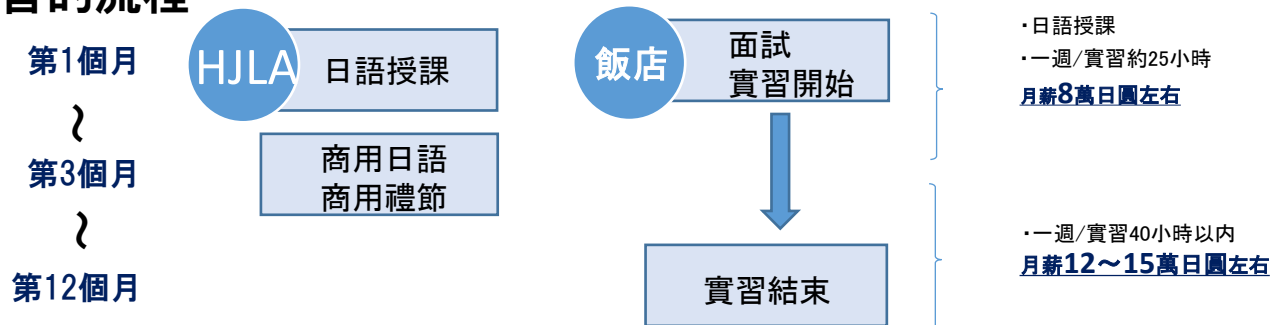 習的流程
第1個月
～
第3個月
～
第12個月
HJLA
日語授課
商用日語
商用禮節
飯店
面試
實習開始
實習結束
・日語授課
・一週/實習約25小時
月薪8萬日圓左右
・一週/實習40小時以内
月薪12～15萬日圓左右